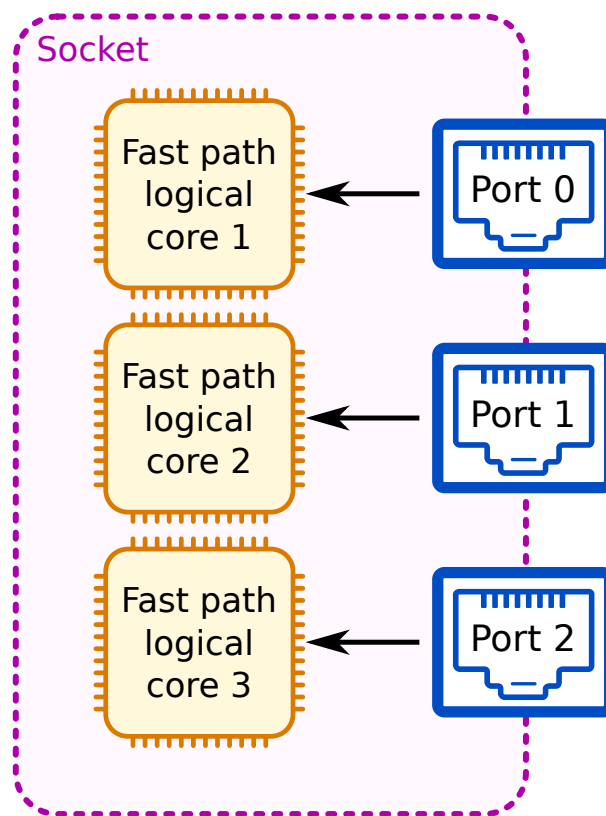 Socket
Fast path
logical
core 1
Port 0
Fast path
logical
core 2
Port 1
Fast path
logical
core 3
Port 2